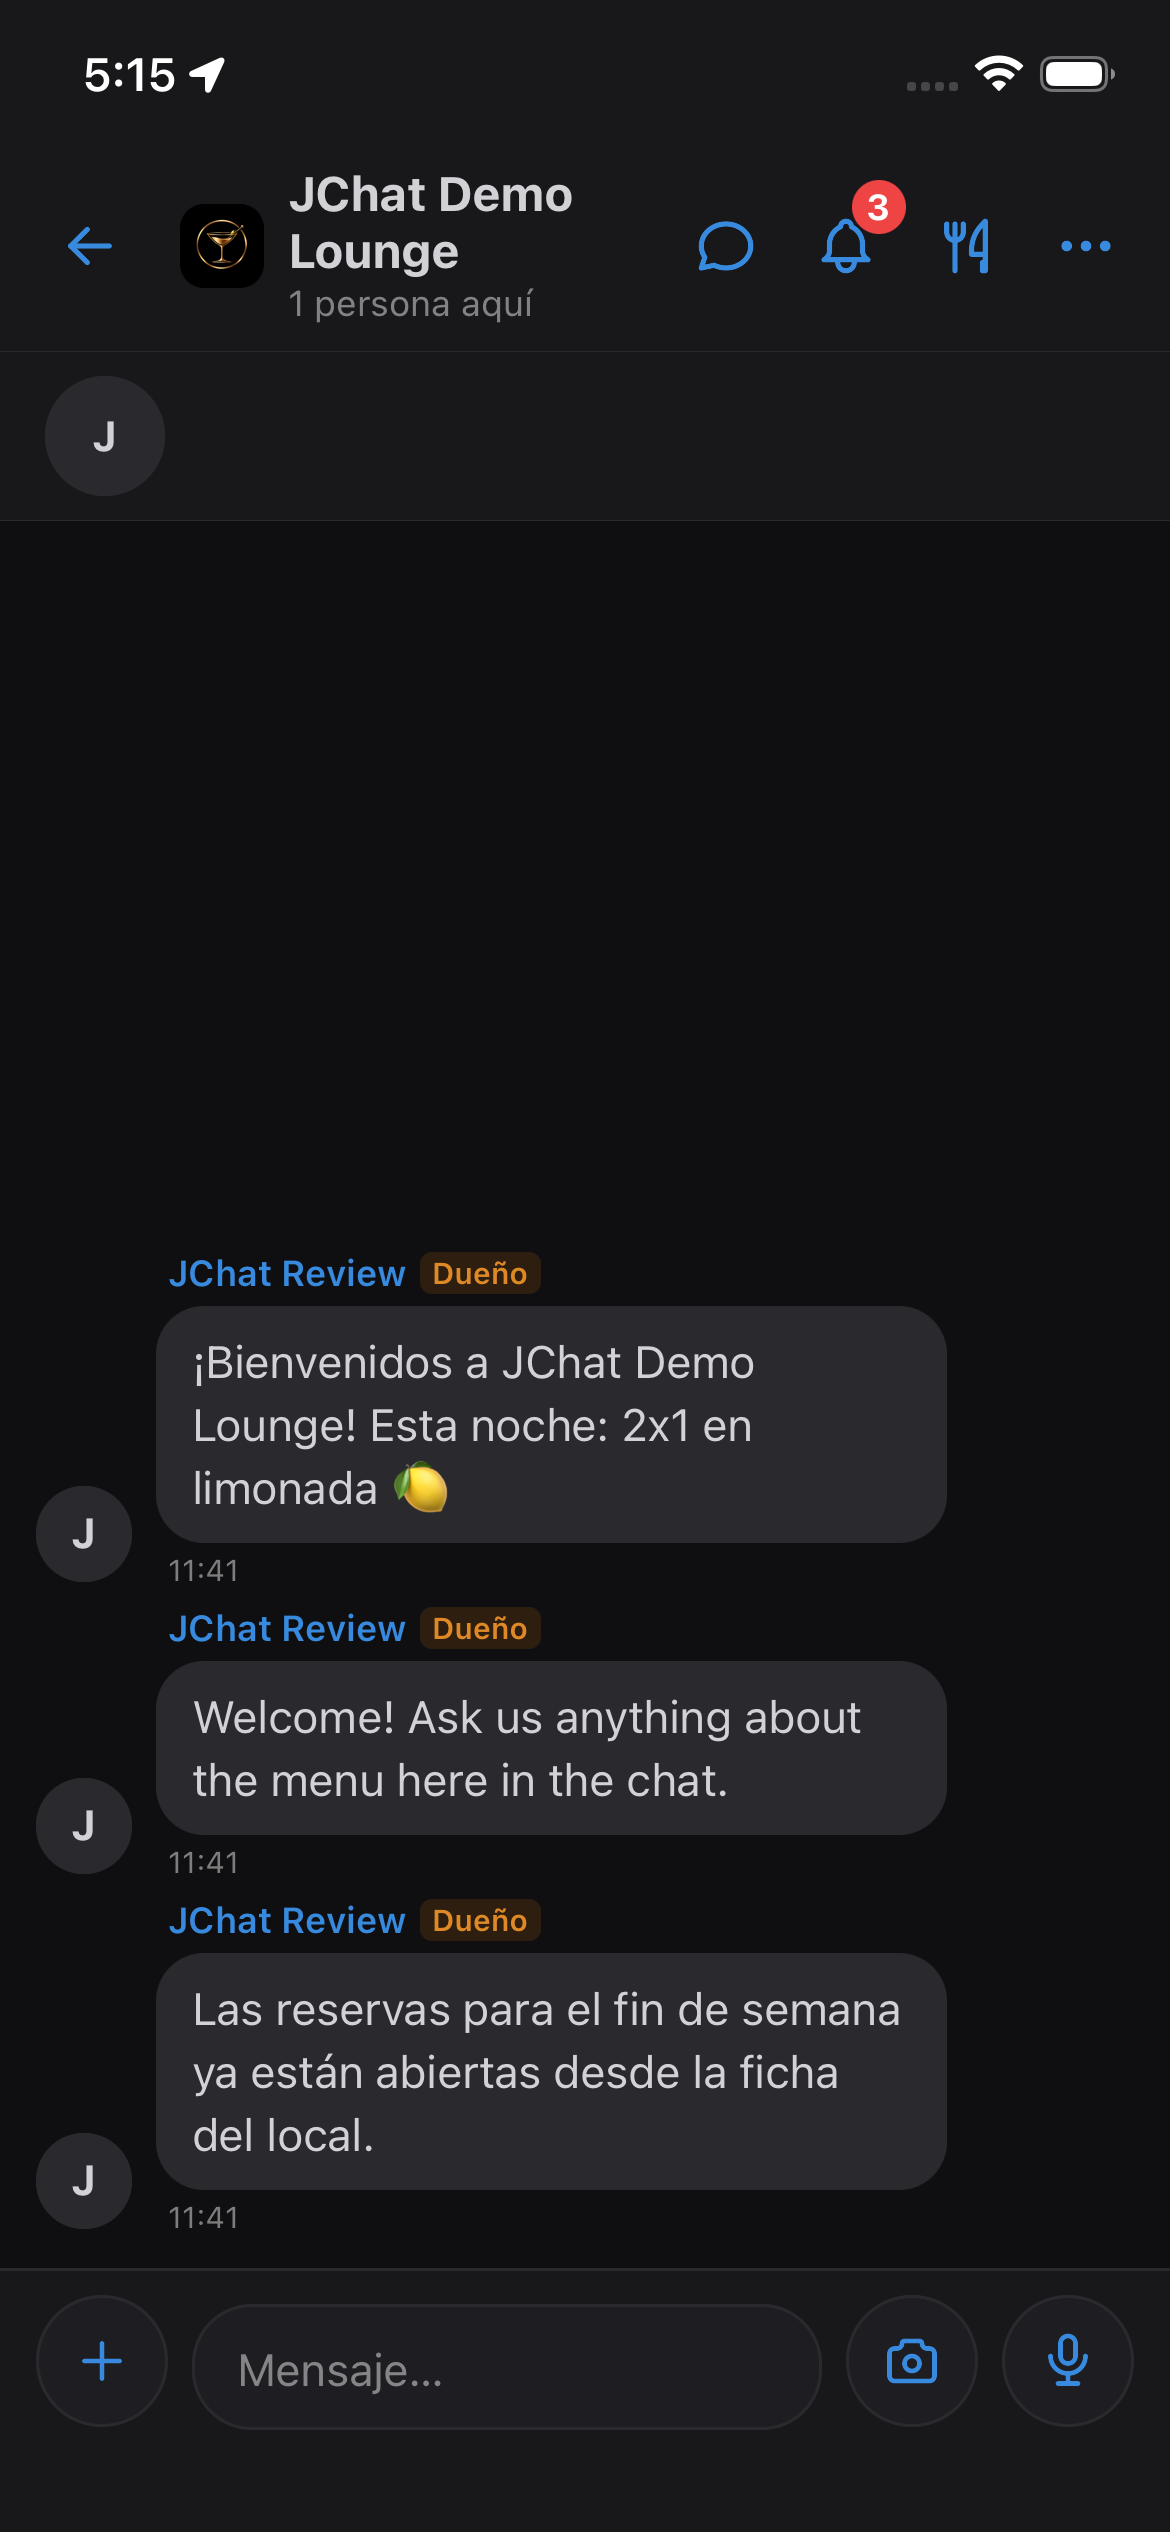 5:15
JChat Demo
Lounge
1 persona aquí
3
J
JChat Review Dueño
¡Bienvenidos a JChat Demo
Lounge! Esta noche: 2x1 en
limonada 🍋
J
11:41
JChat Review Dueño
Welcome! Ask us anything about
the menu here in the chat.
J
11:41
JChat Review Dueño
Las reservas para el fin de semana
ya están abiertas desde la ficha
del local.
J
11:41
Mensaje...